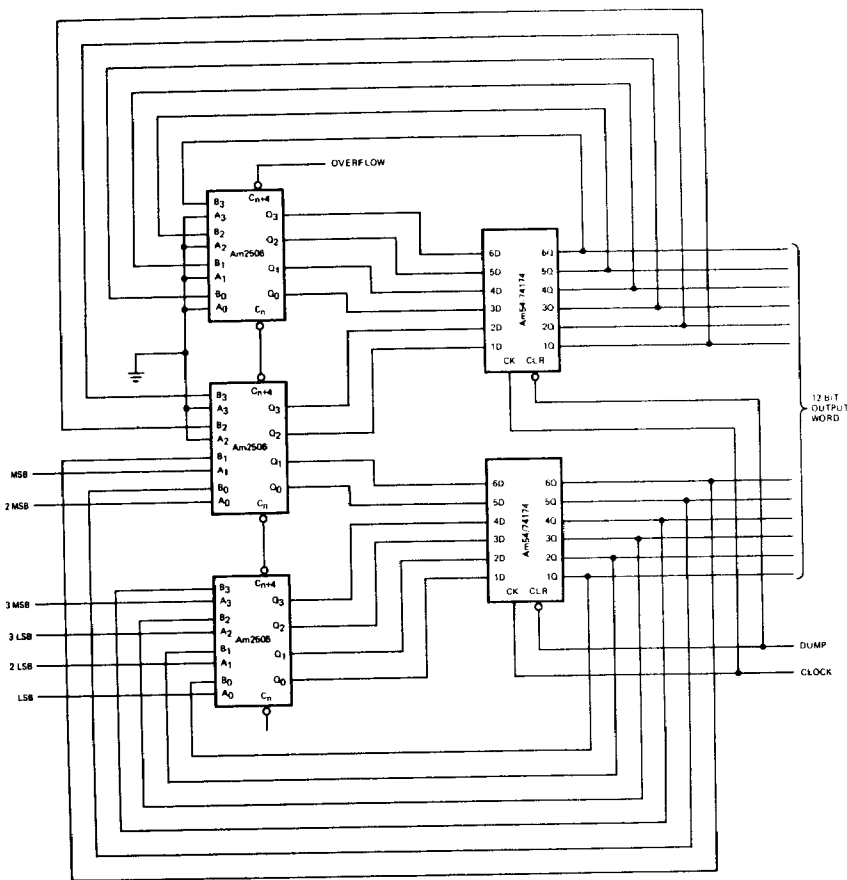 OVERFLOW
Cn+4
B3
A3
B2
A2
B1
A1
B0
A0
Am2506
Q3
Q2
Q1
Q0
Cn
6D
5D
4D
3D
2D
1D
Am54/74174
6Q
5Q
4Q
3Q
2Q
1Q
CK CLR
Cn+4
B3
A3
B2
A2
B1
A1
B0
A0
Am2506
Q3
Q2
Q1
Q0
Cn
MSB
2 MSB
12 BIT
OUTPUT
WORD
6D
5D
4D
3D
2D
1D
Am54/74174
6Q
5Q
4Q
3Q
2Q
1Q
CK CLR
Cn+4
B3
A3
B2
A2
B1
A1
B0
A0
Am2506
Q3
Q2
Q1
Q0
Cn
3 MSB
3 LSB
2 LSB
LSB
DUMP
CLOCK